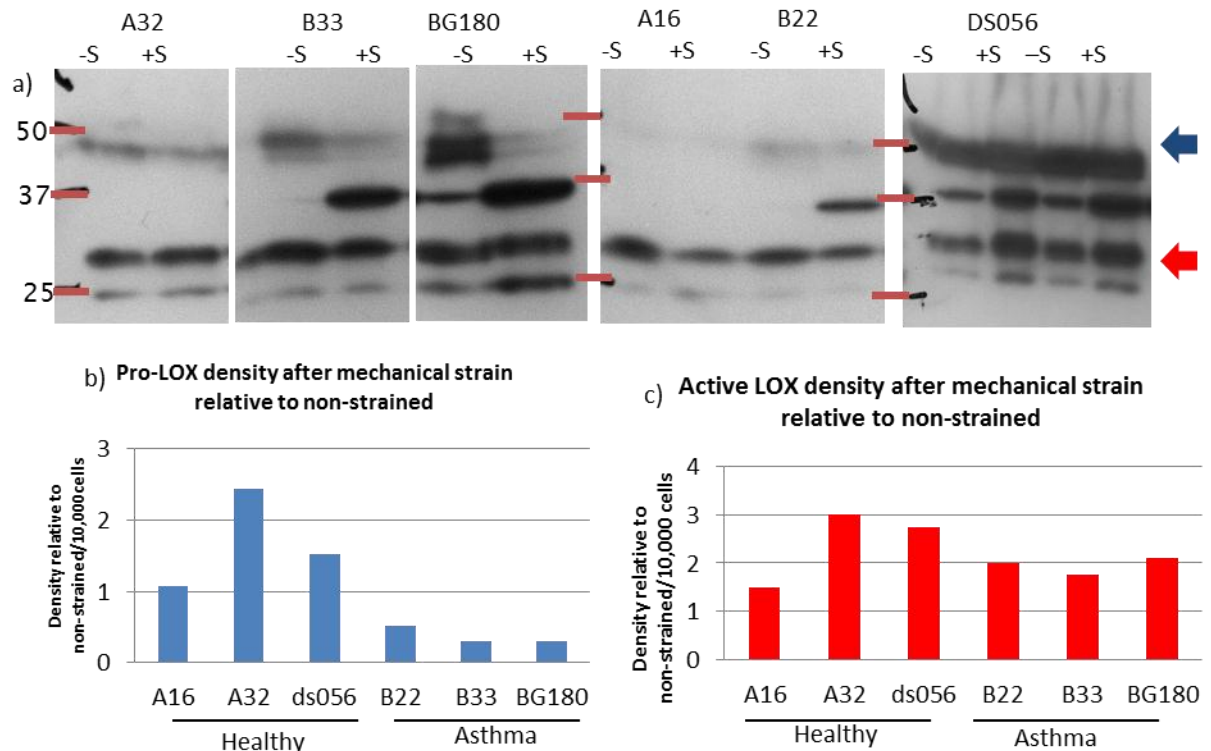 A32 B33 BG180 A16 B22 DS056
-S +S -S +S -S +S -S +S -S +S -S +S –S +S
a)
50
37
25
b) Pro-LOX density after mechanical strain
relative to non-strained
Density relative to
non-strained/10,000 cells
3
2
1
0
A16 A32 ds056 B22 B33 BG180
Healthy Asthma
c) Active LOX density after mechanical strain
relative to non-strained
Density relative to
non-strained/10,000 cells
4
3
2
1
0
A16 A32 ds056 B22 B33 BG180
Healthy Asthma